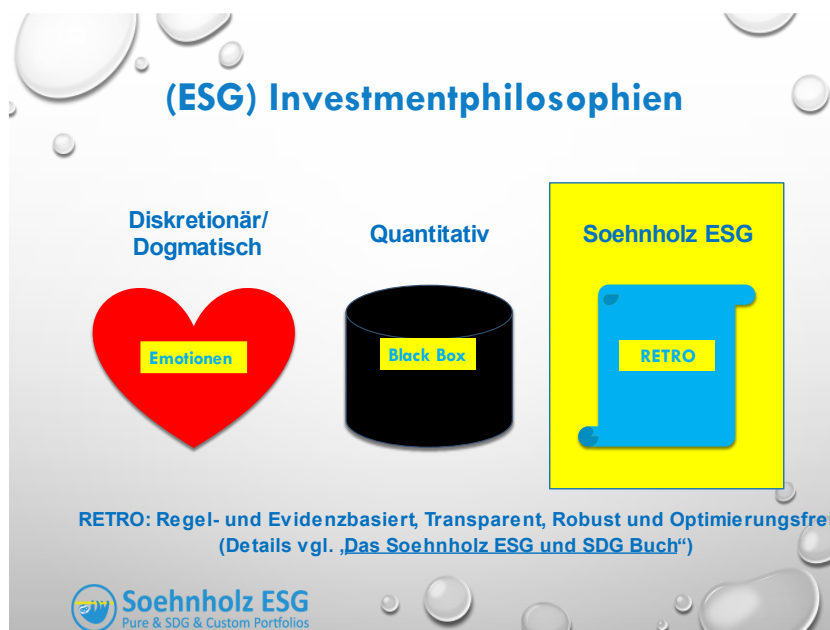 (ESG) Investmentphilosophien
Diskretionär/
Dogmatisch
Quantitativ
Soehnholz ESG
Emotionen
Black Box
RETRO
RETRO: Regel- und Evidenzbasiert, Transparent, Robust und Optimierungsfre
(Details vgl. „Das Soehnholz ESG und SDG Buch“)
Soehnholz ESG
Pure & SDG & Custom Portfolios